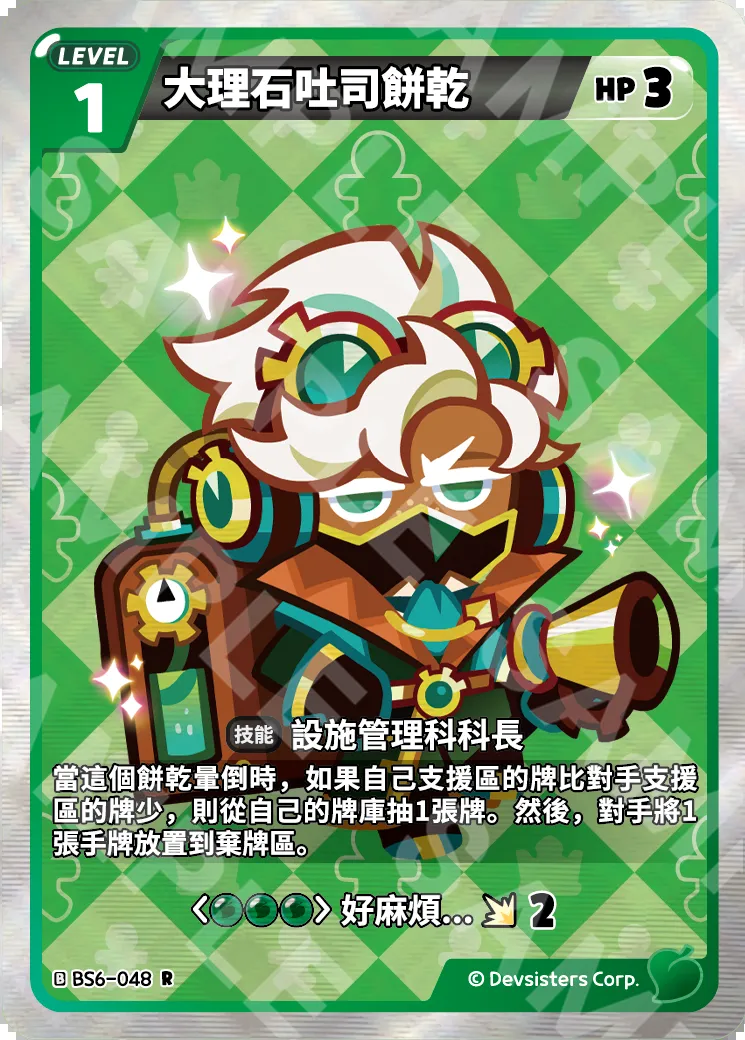 LEVEL
1
大理石吐司餅乾
HP 3
技能 設施管理科科長
當這個餅乾暈倒時，如果自己支援區的牌比對手支援
區的牌少，則從自己的牌庫抽1張牌。然後，對手將1
張手牌放置到棄牌區。
〈 〉好麻煩... 2
B BS6-048 R
© Devsisters Corp.
SAMPLE